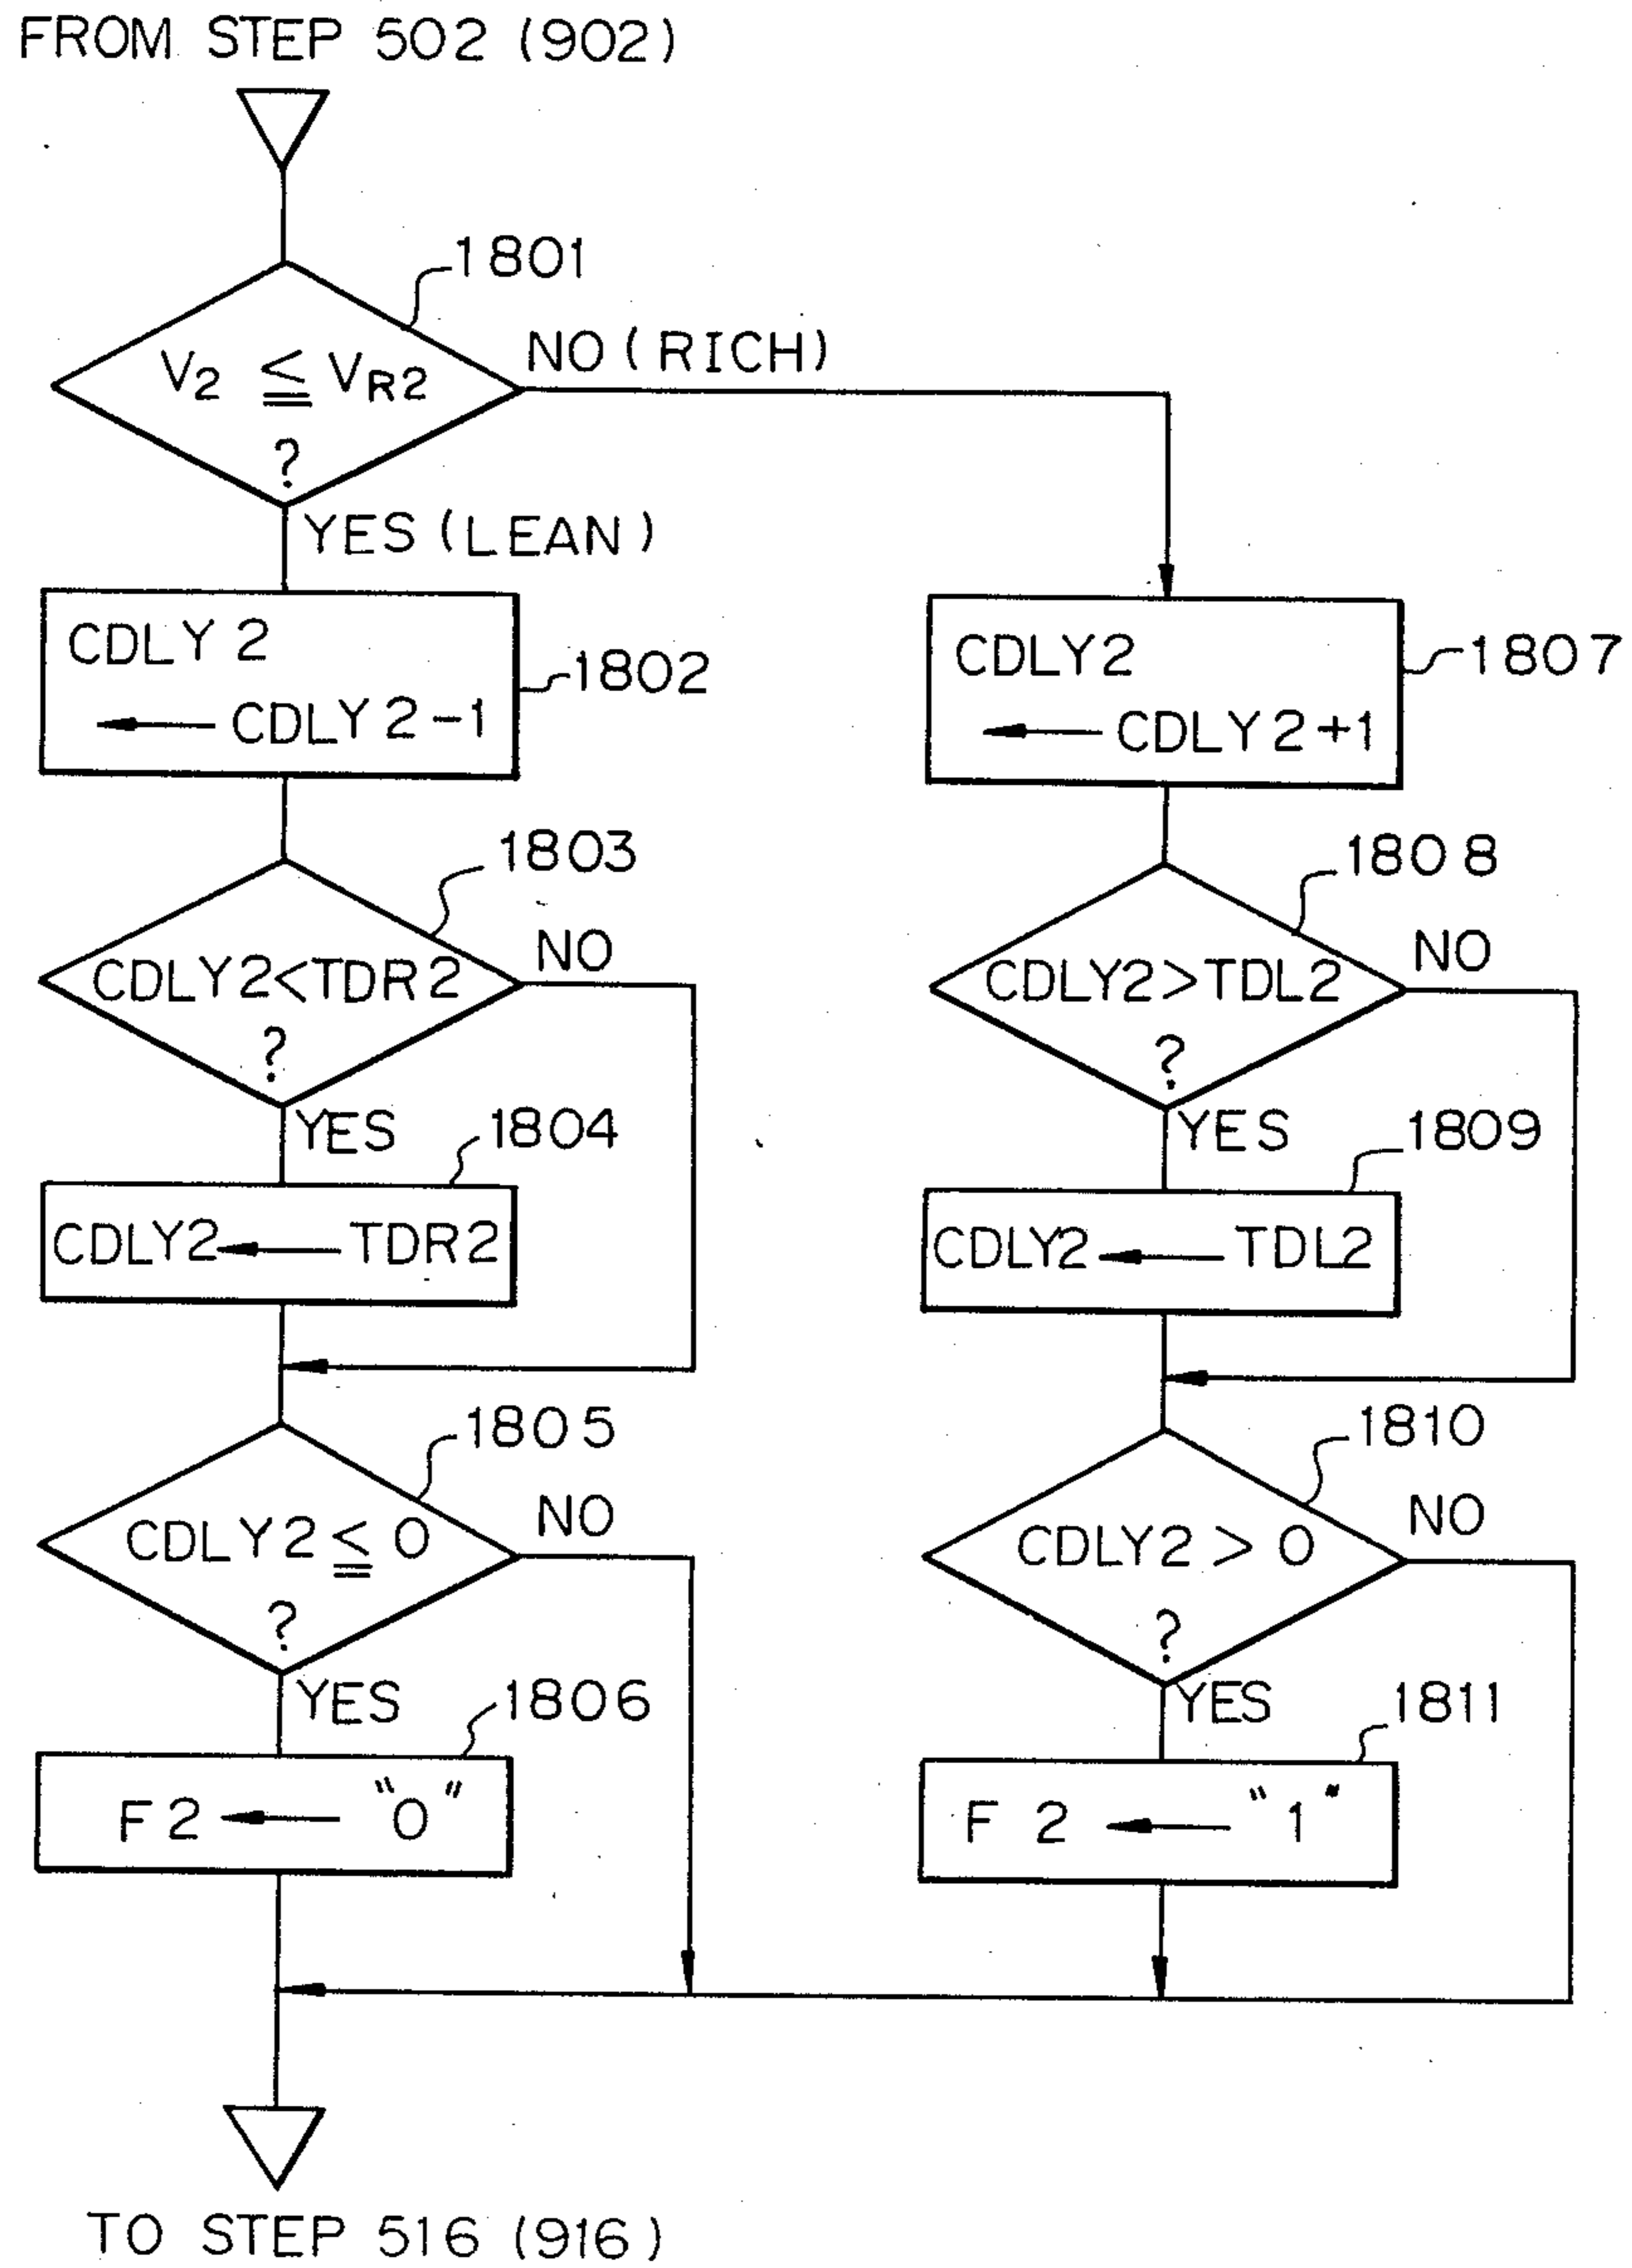 FROM STEP 502 (902)
1801
V2 ≦ VR2
?
NO (RICH)
YES (LEAN)
CDLY 2
← CDLY 2-1
1802
1803
CDLY2<TDR2
?
NO
YES
1804
CDLY2 ← TDR2
1805
CDLY2 ≦ 0
?
NO
YES
1806
F2 ← "0"
CDLY2
← CDLY2+1
1807
1808
CDLY2>TDL2
?
NO
YES
1809
CDLY2 ← TDL2
1810
CDLY2 > 0
?
NO
YES
1811
F 2 ← "1"
TO STEP 516 (916)